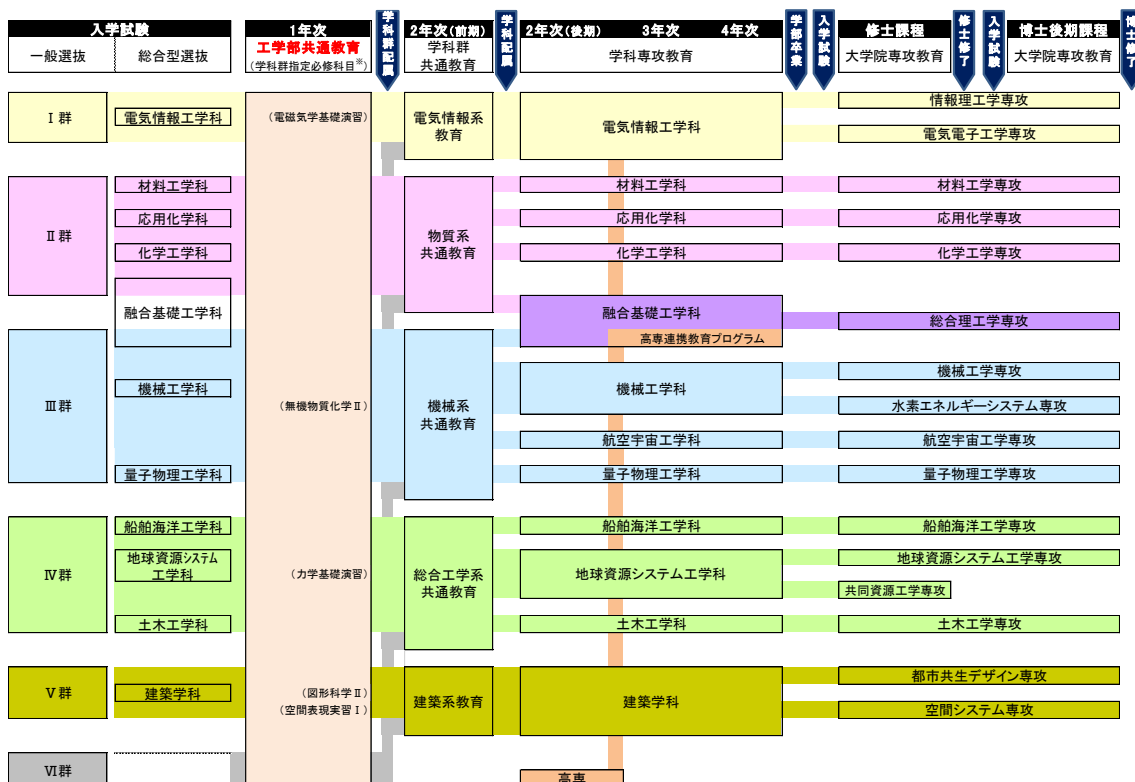 入学試験
一般選抜
総合型選抜
1年次
工学部共通教育
(学科群指定必修科目※)
学科群配属
2年次(前期)
学科群
共通教育
学科配属
2年次(後期)
3年次
4年次
学科専攻教育
学部卒業
入学試験
修士課程
大学院専攻教育
修士修了
入学試験
博士後期課程
大学院専攻教育
博士修了
Ⅰ群
電気情報工学科
(電磁気学基礎演習)
電気情報系
教育
電気情報工学科
情報理工学専攻
電気電子工学専攻
Ⅱ群
材料工学科
応用化学科
化学工学科
融合基礎工学科
物質系
共通教育
材料工学科
応用化学科
化学工学科
融合基礎工学科
高専連携教育プログラム
材料工学専攻
応用化学専攻
化学工学専攻
総合理工学専攻
Ⅲ群
機械工学科
量子物理工学科
(無機物質化学Ⅱ)
機械系
共通教育
機械工学科
航空宇宙工学科
量子物理工学科
機械工学専攻
水素エネルギーシステム専攻
航空宇宙工学専攻
量子物理工学専攻
Ⅳ群
船舶海洋工学科
地球資源システム
工学科
土木工学科
(力学基礎演習)
総合工学系
共通教育
船舶海洋工学科
地球資源システム工学科
土木工学科
船舶海洋工学専攻
地球資源システム工学専攻
共同資源工学専攻
土木工学専攻
Ⅴ群
建築学科
(図形科学Ⅱ)
(空間表現実習Ⅰ)
建築系教育
建築学科
都市共生デザイン専攻
空間システム専攻
Ⅵ群
高専